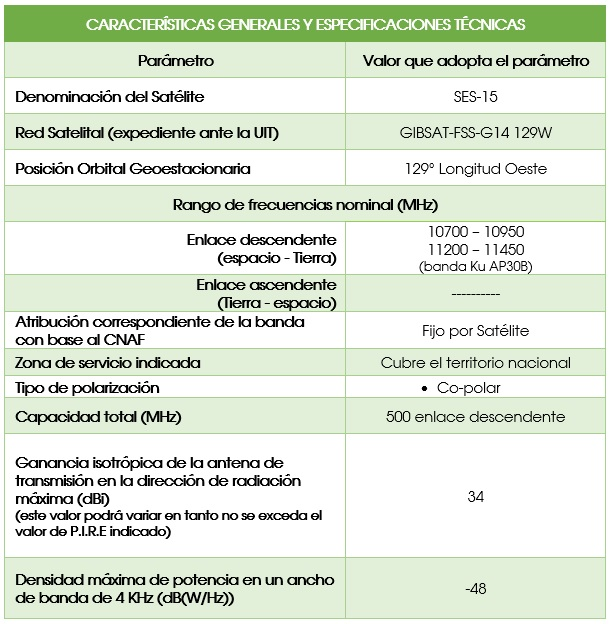 CARACTERÍSTICAS GENERALES Y ESPECIFICACIONES TÉCNICAS
Parámetro Valor que adopta el parámetro
Denominación del Satélite SES-15
Red Satelital (expediente ante la UIT) GIBSAT-FSS-G14 129W
Posición Orbital Geoestacionaria 129° Longitud Oeste
Rango de frecuencias nominal (MHz)
Enlace descendente
(espacio - Tierra)
10700 – 10950
11200 – 11450
(banda Ku AP30B)
Enlace ascendente
(Tierra - espacio)
----------
Atribución correspondiente de la banda
con base al CNAF
Fijo por Satélite
Zona de servicio indicada Cubre el territorio nacional
Tipo de polarización • Co-polar
Capacidad total (MHz) 500 enlace descendente
Ganancia isotrópica de la antena de
transmisión en la dirección de radiación
máxima (dBi)
(este valor podrá variar en tanto no se exceda el
valor de P.I.R.E indicado)
34
Densidad máxima de potencia en un ancho
de banda de 4 KHz (dB(W/Hz))
-48